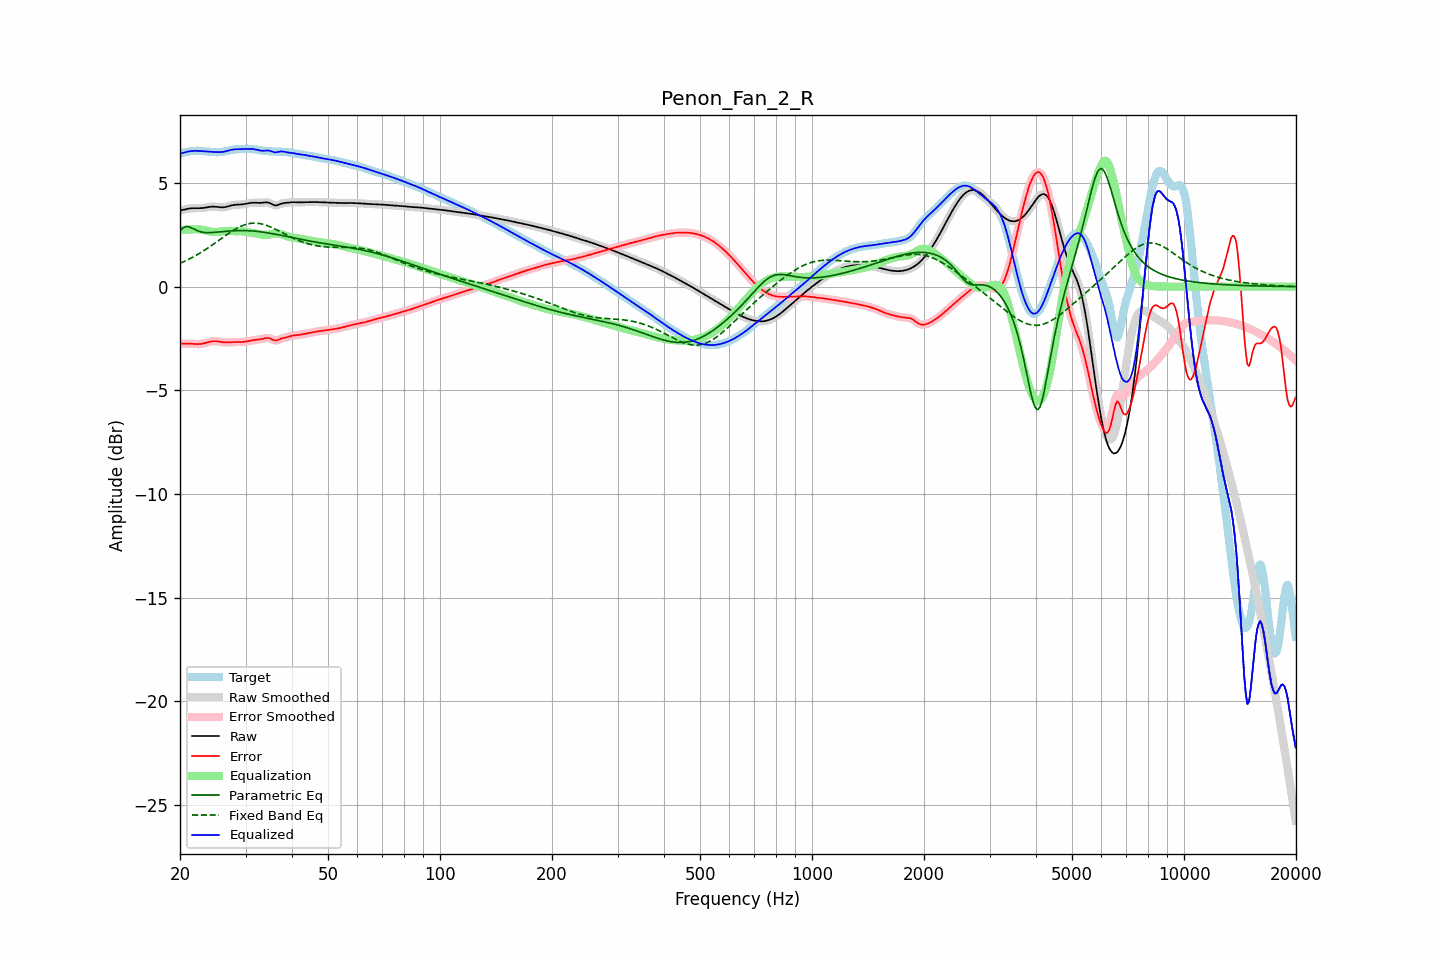 Penon_Fan_2_R
Amplitude (dBr)
5
0
−5
−10
−15
−20
−25
Target
Raw Smoothed
Error Smoothed
Raw
Error
Equalization
Parametric Eq
Fixed Band Eq
Equalized
20 50 100 200 500 1000 2000 5000 10000 20000
Frequency (Hz)